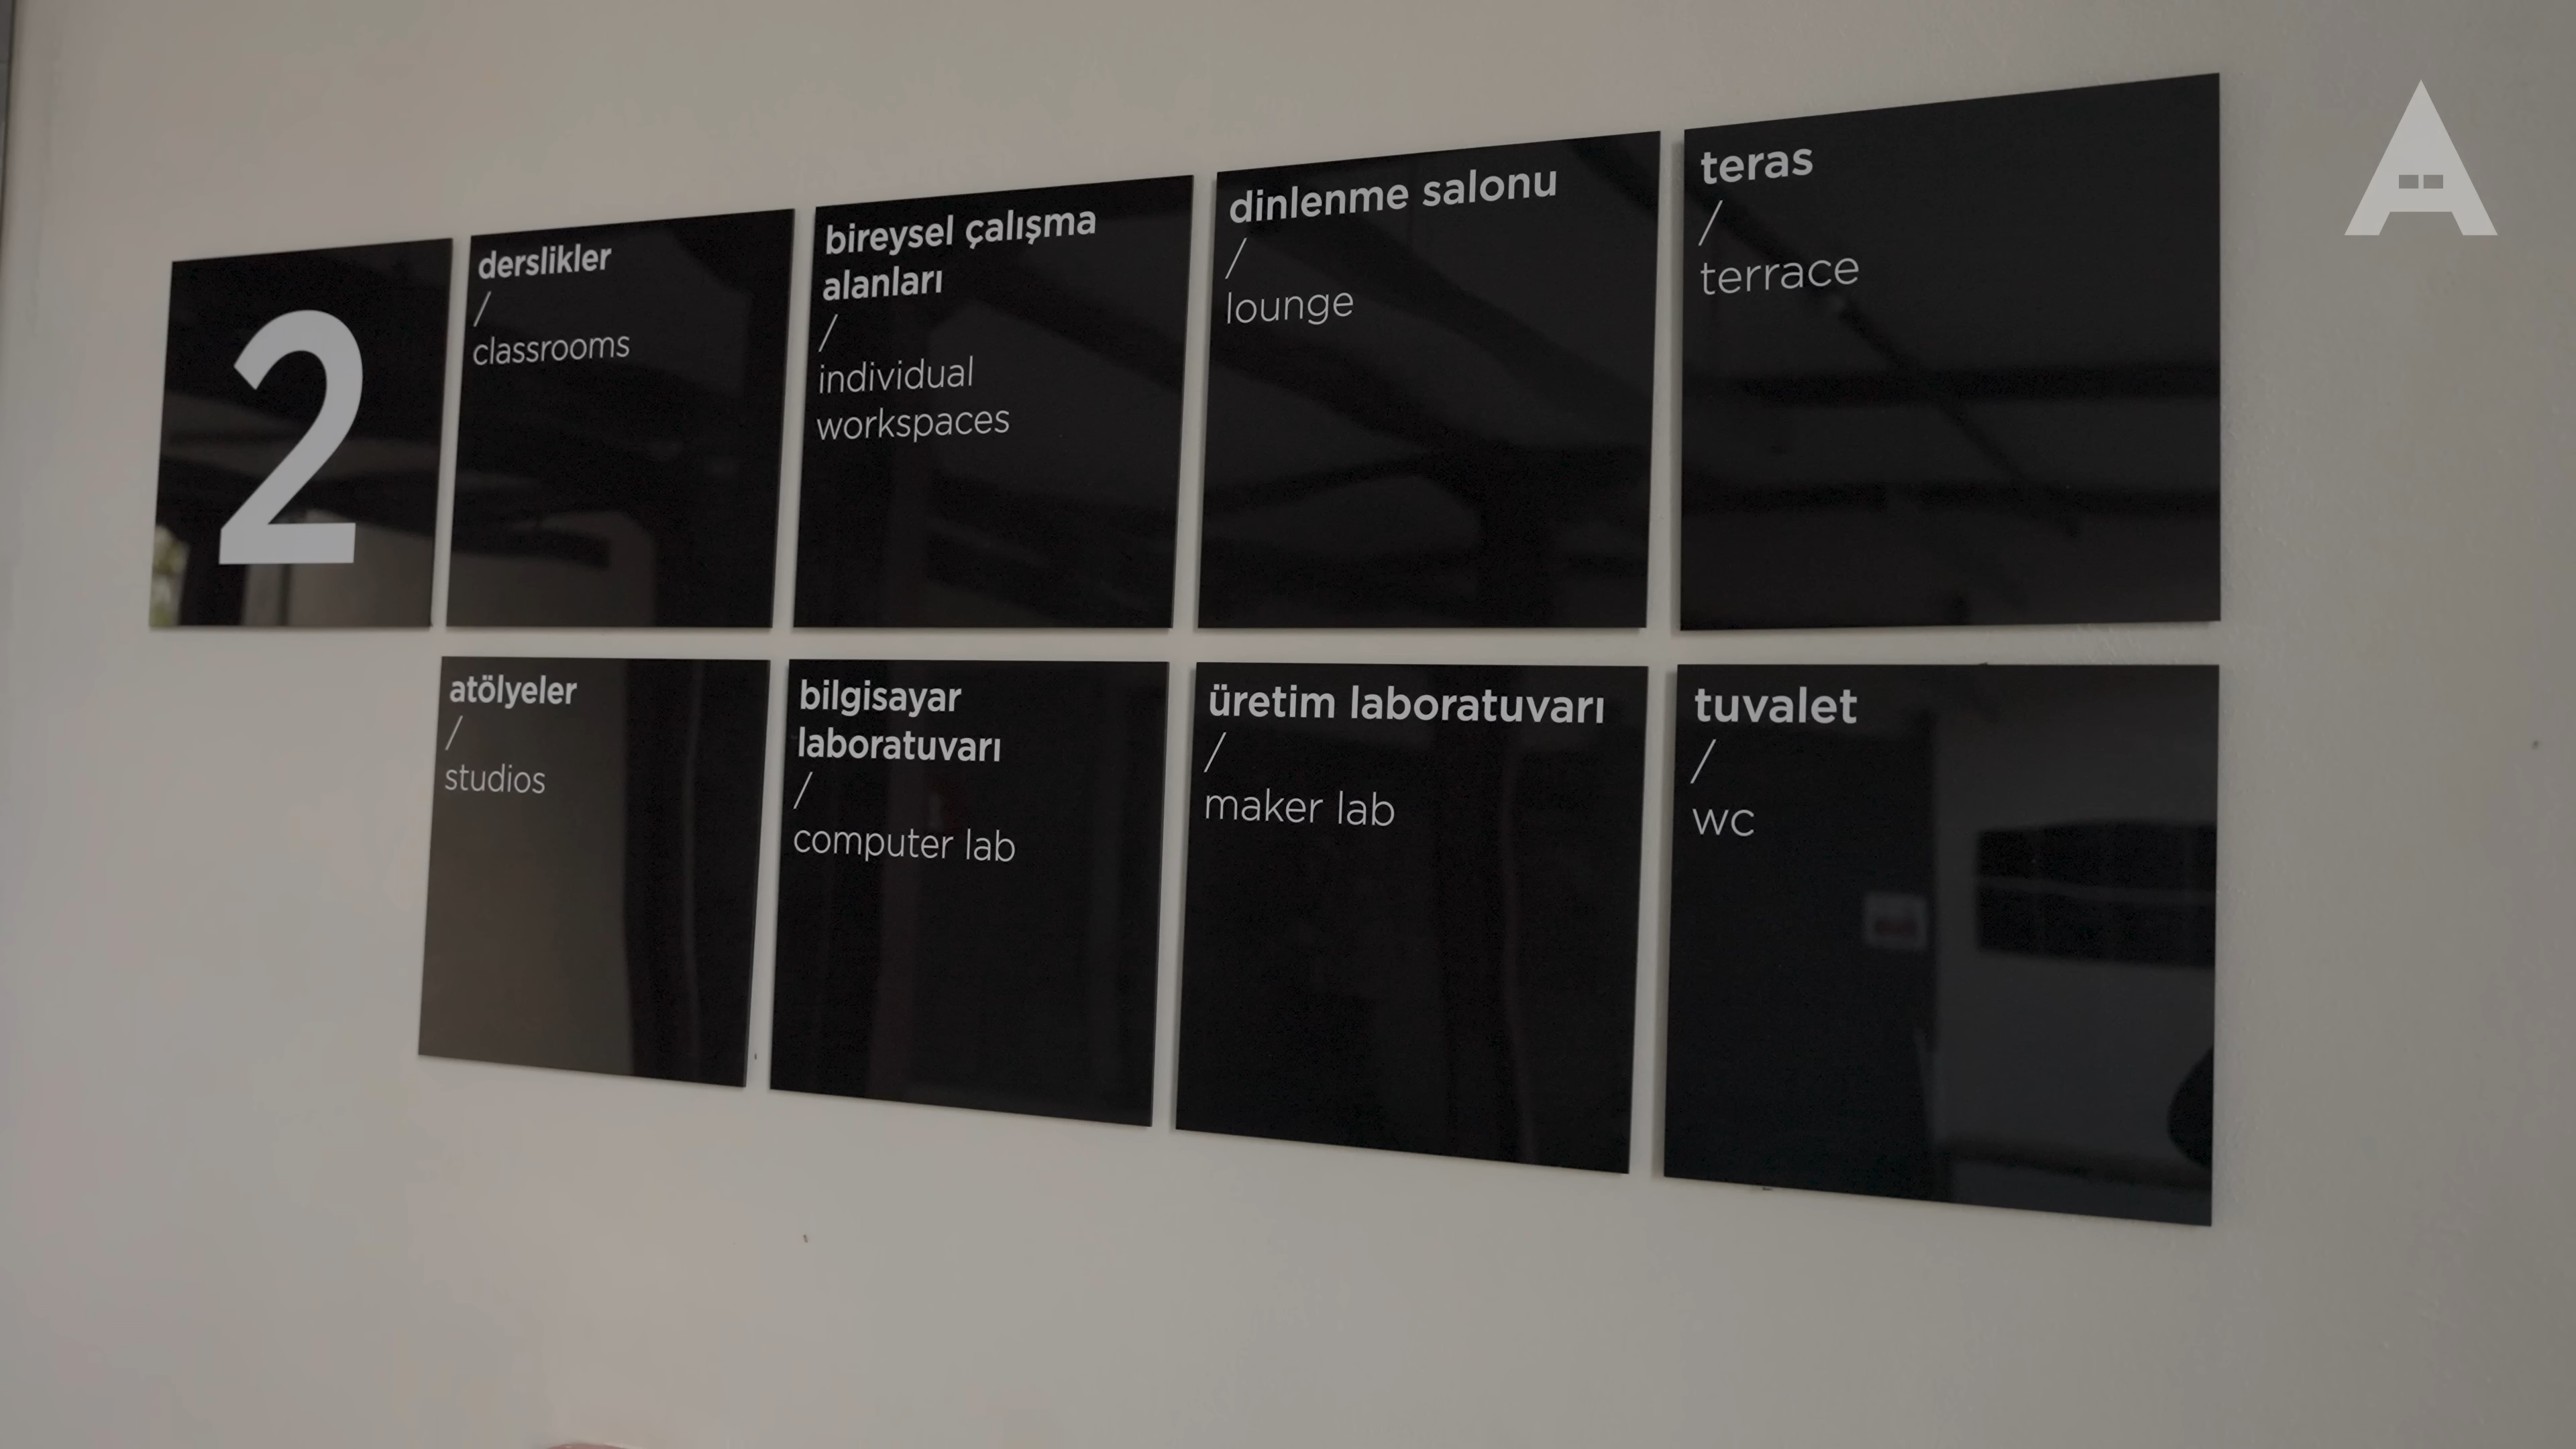 2
derslikler
/
classrooms
bireysel çalışma
alanları
/
individual
workspaces
dinlenme salonu
/
lounge
teras
/
terrace
atölyeler
/
studios
bilgisayar
laboratuvarı
/
computer lab
üretim laboratuvarı
/
maker lab
tuvalet
/
wc